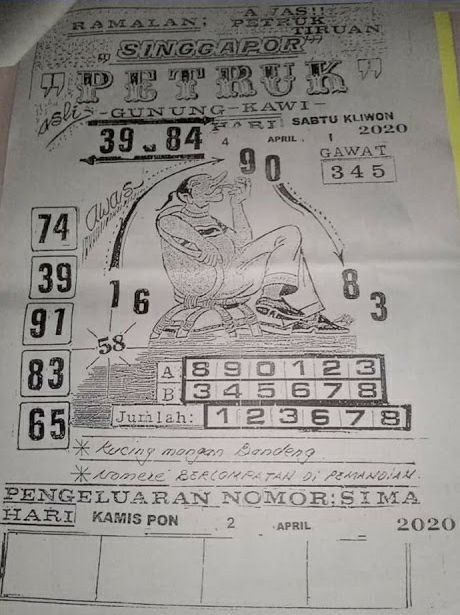 RAMALAN; AWAS!! PETRUK TIRUAN
"SINGGAPOR"
"PETRUK"
asli -GUNUNG-KAWI-
HARI SABTU KLIWON
39 84 4 APRIL 2020
GAWAT
345
90
awas
74
39
91
83
65
16
83
58
A 890123
B 345678
Jumlah: 123678
* Kucing mangan Bandeng
* Nomere BERLOMPATAN DI PEMANDIAN.
PENGELUARAN NOMOR: SIMA
HARI KAMIS PON 2 APRIL 2020